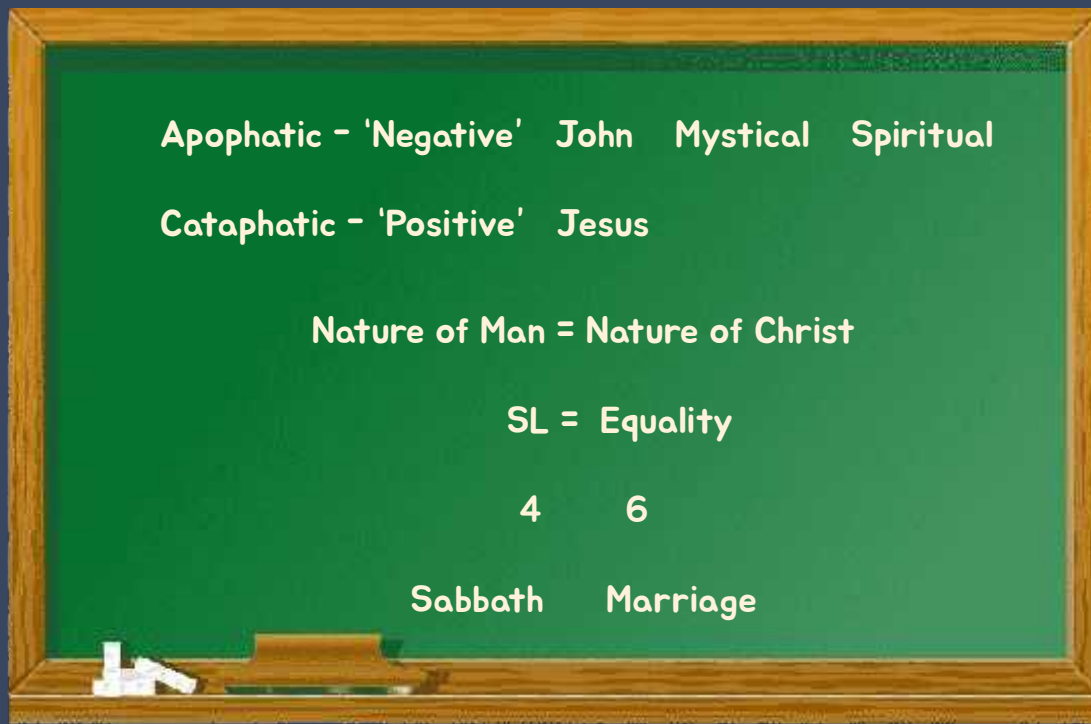 Apophatic - 'Negative' John Mystical Spiritual
Cataphatic - 'Positive' Jesus
Nature of Man = Nature of Christ
SL = Equality
4 6
Sabbath Marriage